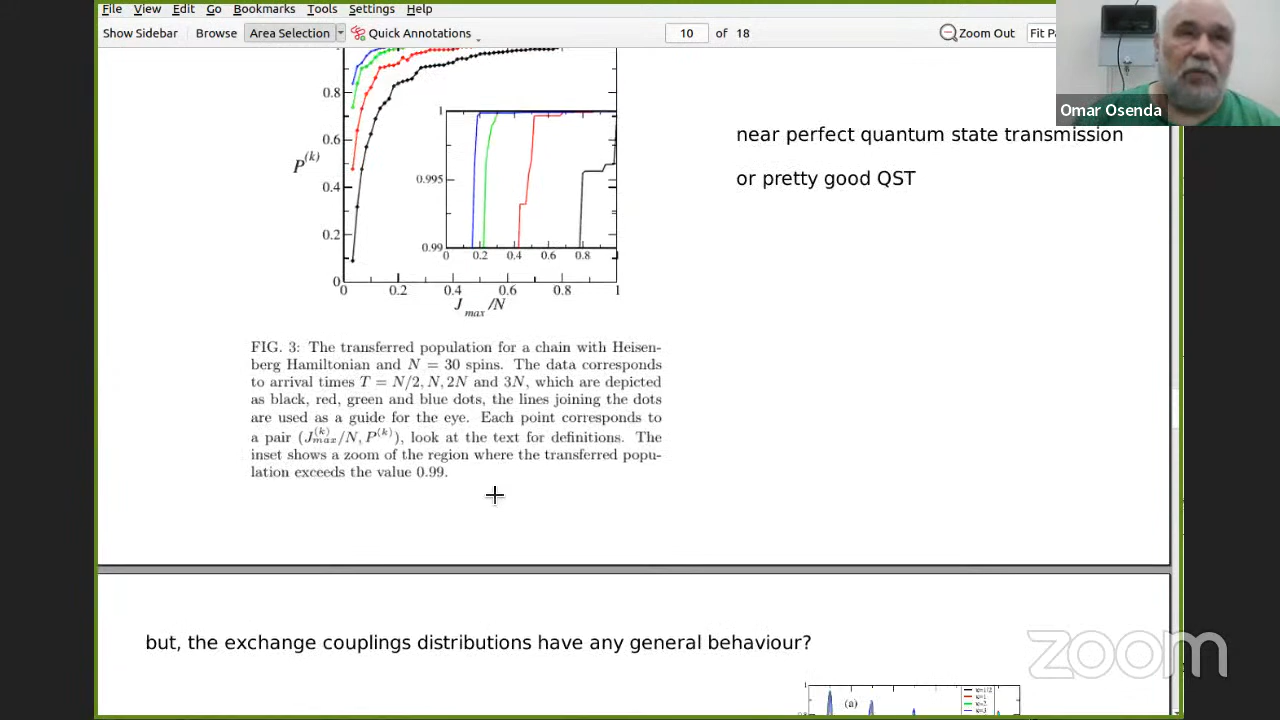 File View Edit Go Bookmarks Tools Settings Help
Show Sidebar Browse Area Selection Quick Annotations 10 of 18 Zoom Out Fit Pa
Omar Osenda
near perfect quantum state transmission
or pretty good QST
0.8
0.6
0.4
0.2
0
P^(k)
0 0.2 0.4 0.6 0.8 1
J_max /N
1
0.995
0.99
0 0.2 0.4 0.6 0.8
FIG. 3: The transferred population for a chain with Heisen-
berg Hamiltonian and N = 30 spins. The data corresponds
to arrival times T = N/2, N, 2N and 3N, which are depicted
as black, red, green and blue dots, the lines joining the dots
are used as a guide for the eye. Each point corresponds to
a pair (J_max^(k)/N, P^(k)), look at the text for definitions. The
inset shows a zoom of the region where the transferred popu-
lation exceeds the value 0.99.
but, the exchange couplings distributions have any general behaviour?
zoom
1
(a)